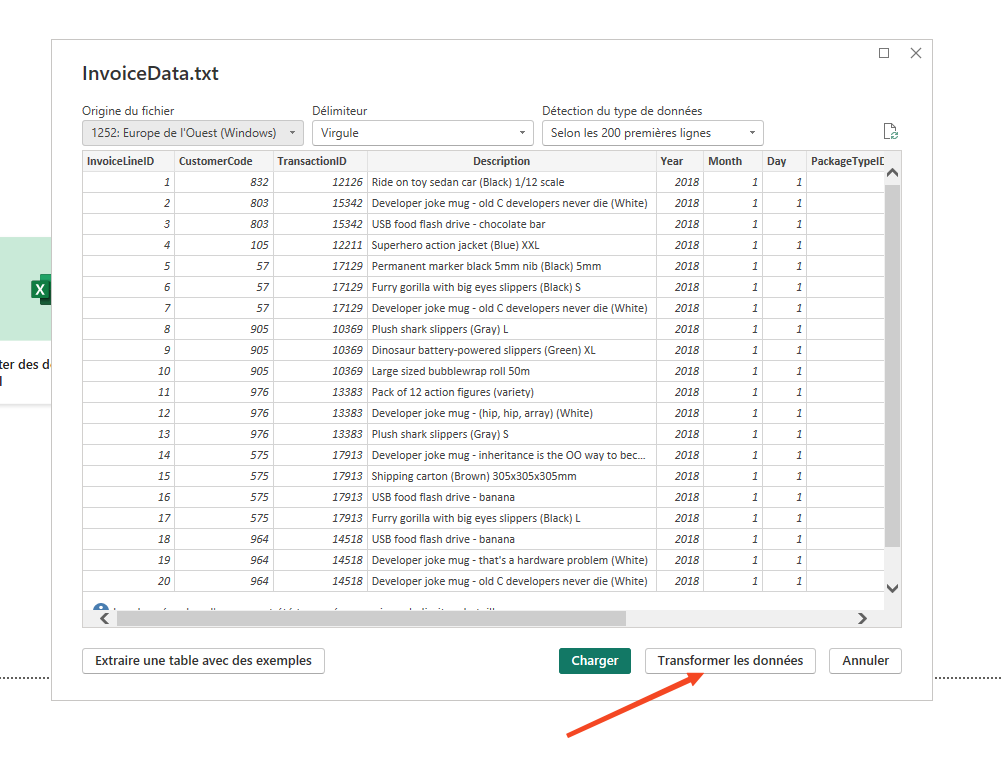 InvoiceData.txt
Origine du fichier Délimiteur Détection du type de données
1252: Europe de l'Ouest (Windows) Virgule Selon les 200 premières lignes
InvoiceLineID CustomerCode TransactionID Description Year Month Day PackageTypeID
1 832 12126 Ride on toy sedan car (Black) 1/12 scale 2018 1 1
2 803 15342 Developer joke mug - old C developers never die (White) 2018 1 1
3 803 15342 USB food flash drive - chocolate bar 2018 1 1
4 105 12211 Superhero action jacket (Blue) XXL 2018 1 1
5 57 17129 Permanent marker black 5mm nib (Black) 5mm 2018 1 1
6 57 17129 Furry gorilla with big eyes slippers (Black) S 2018 1 1
7 57 17129 Developer joke mug - old C developers never die (White) 2018 1 1
8 905 10369 Plush shark slippers (Gray) L 2018 1 1
9 905 10369 Dinosaur battery-powered slippers (Green) XL 2018 1 1
10 905 10369 Large sized bubblewrap roll 50m 2018 1 1
11 976 13383 Pack of 12 action figures (variety) 2018 1 1
12 976 13383 Developer joke mug - (hip, hip, array) (White) 2018 1 1
13 976 13383 Plush shark slippers (Gray) S 2018 1 1
14 575 17913 Developer joke mug - inheritance is the OO way to bec... 2018 1 1
15 575 17913 Shipping carton (Brown) 305x305x305mm 2018 1 1
16 575 17913 USB food flash drive - banana 2018 1 1
17 575 17913 Furry gorilla with big eyes slippers (Black) L 2018 1 1
18 964 14518 USB food flash drive - banana 2018 1 1
19 964 14518 Developer joke mug - that's a hardware problem (White) 2018 1 1
20 964 14518 Developer joke mug - old C developers never die (White) 2018 1 1
X
ter des d
Extraire une table avec des exemples Charger Transformer les données Annuler